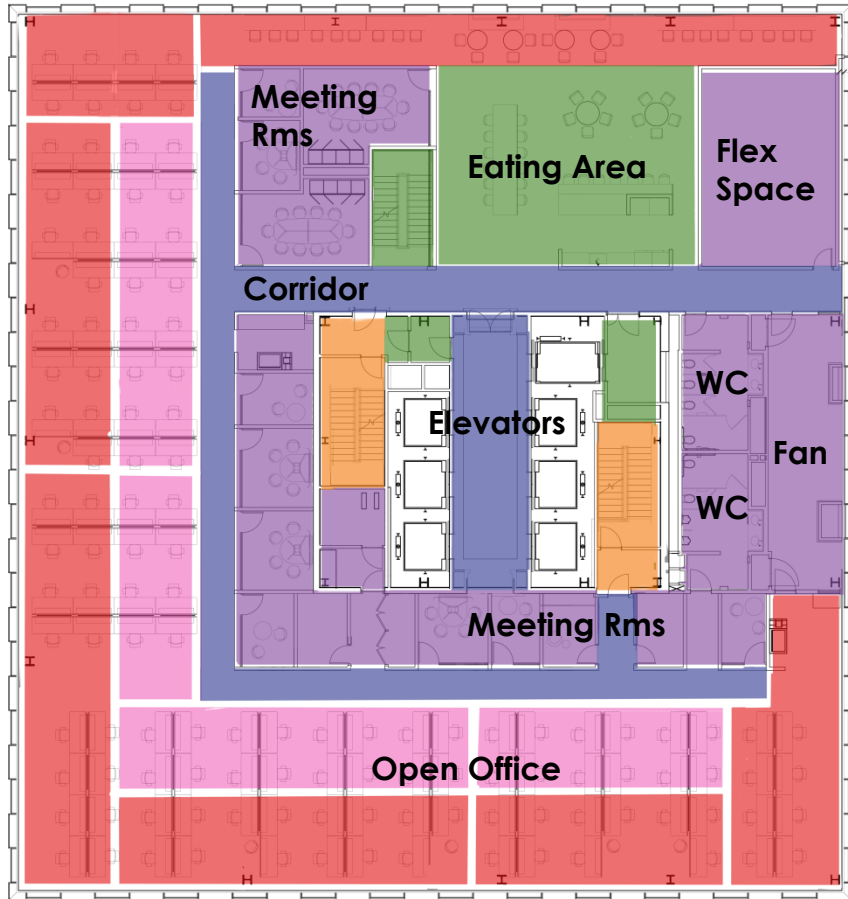 Meeting
Rms
Eating Area
Flex
Space
Corridor
WC
Elevators
Fan
WC
Meeting Rms
Open Office